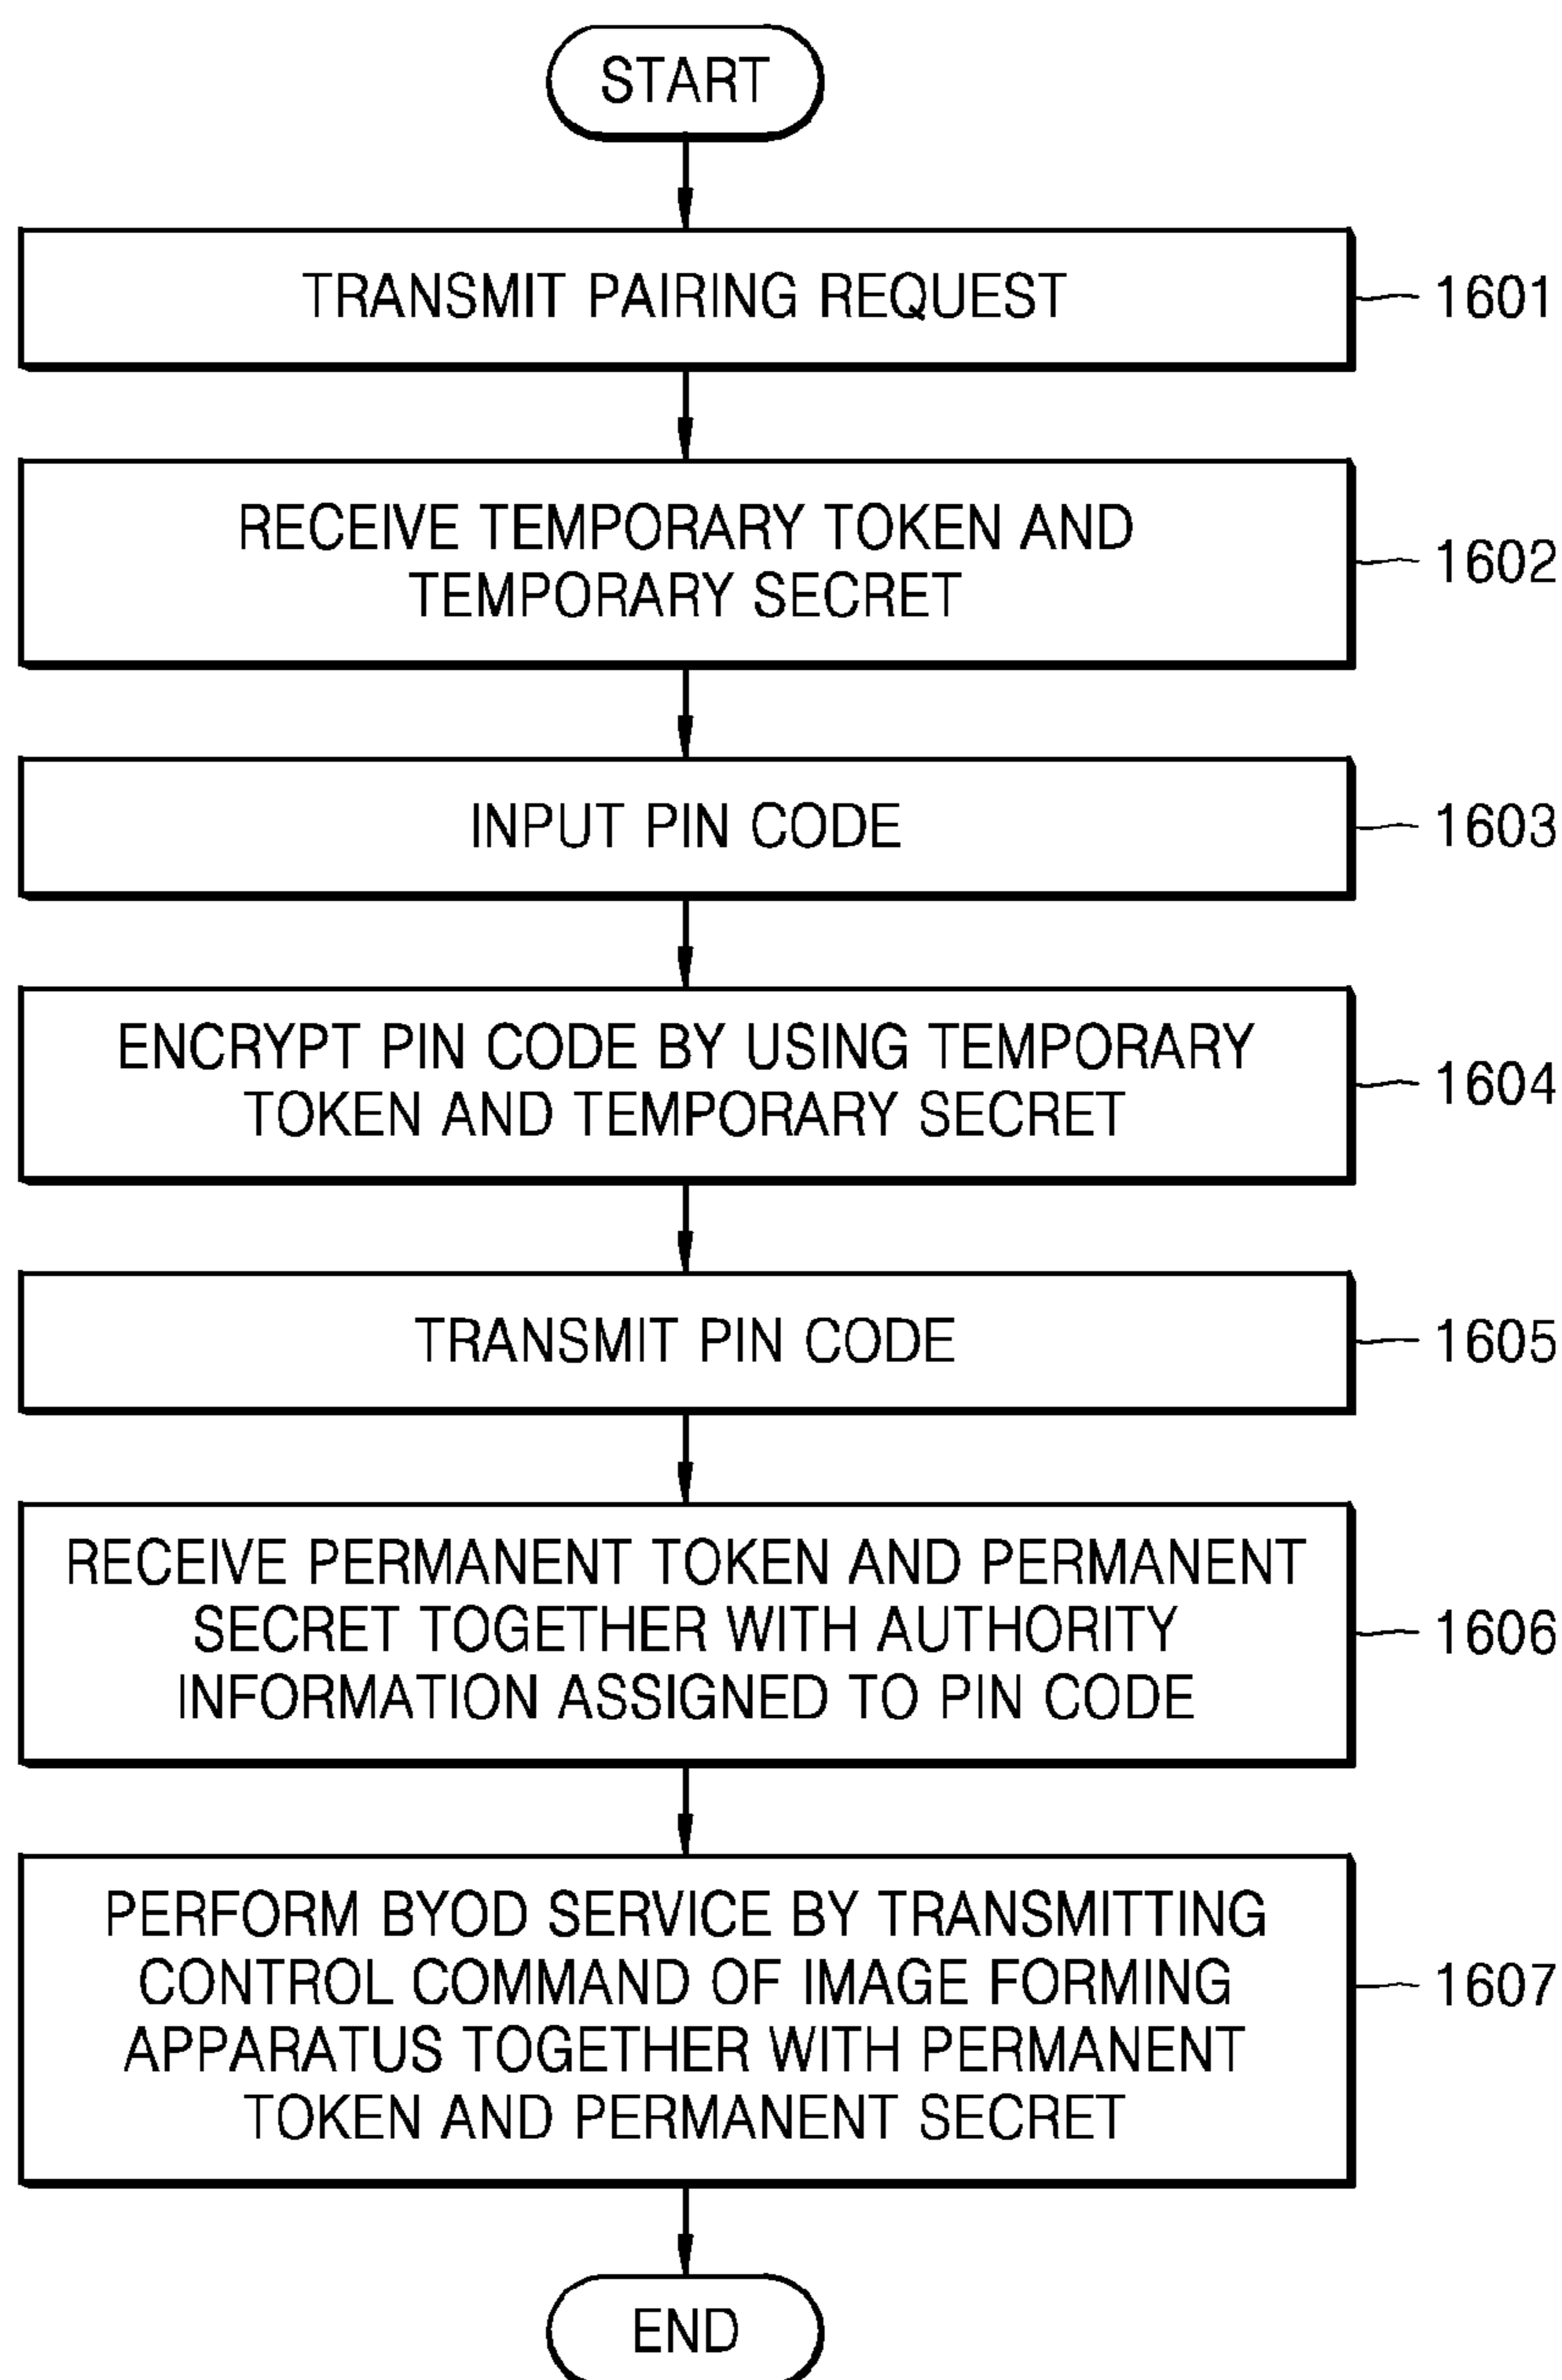 START
TRANSMIT PAIRING REQUEST
1601
RECEIVE TEMPORARY TOKEN AND
TEMPORARY SECRET
1602
INPUT PIN CODE
1603
ENCRYPT PIN CODE BY USING TEMPORARY
TOKEN AND TEMPORARY SECRET
1604
TRANSMIT PIN CODE
1605
RECEIVE PERMANENT TOKEN AND PERMANENT
SECRET TOGETHER WITH AUTHORITY
INFORMATION ASSIGNED TO PIN CODE
1606
PERFORM BYOD SERVICE BY TRANSMITTING
CONTROL COMMAND OF IMAGE FORMING
APPARATUS TOGETHER WITH PERMANENT
TOKEN AND PERMANENT SECRET
1607
END